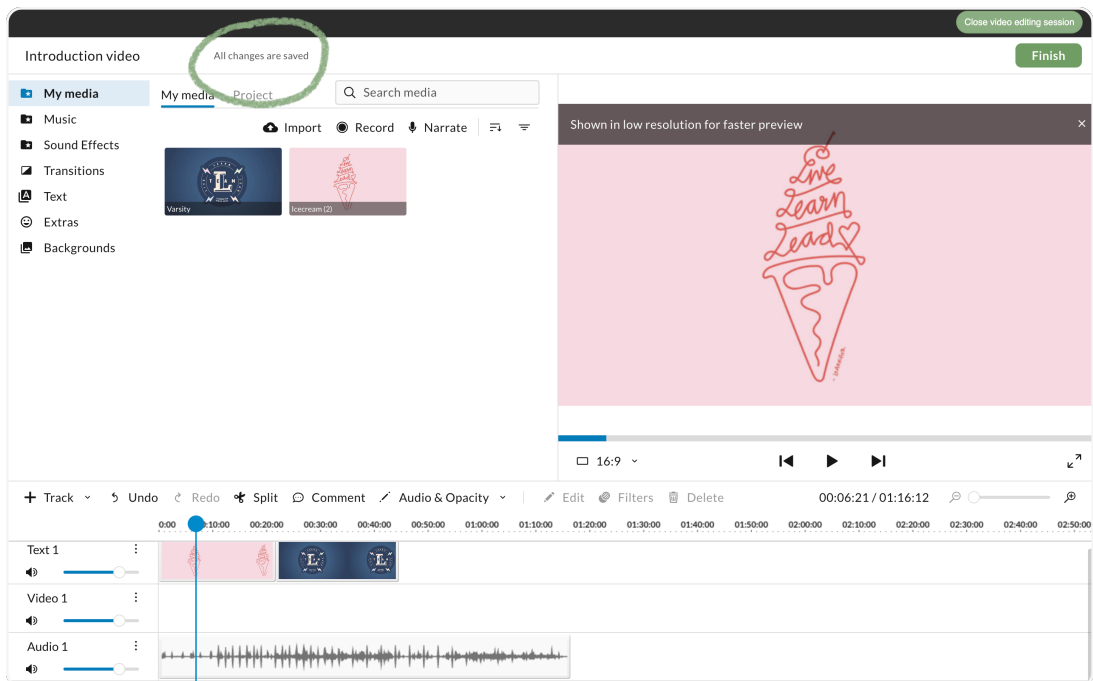 Close video editing session
Introduction video
All changes are saved
Finish
My media
Music
Sound Effects
Transitions
Text
Extras
Backgrounds
My media Project
Search media
Import Record Narrate
L
TEAM
Varsity
Live
Learn
Lead
Icecream (2)
Shown in low resolution for faster preview
Live
Learn
Lead
16:9
Track Undo Redo Split Comment Audio & Opacity Edit Filters Delete 00:06:21 / 01:16:12
0:00 0:10:00 00:20:00 00:30:00 00:40:00 00:50:00 01:00:00 01:10:00 01:20:00 01:30:00 01:40:00 01:50:00 02:00:00 02:10:00 02:20:00 02:30:00 02:40:00 02:50:00
Text 1
L L
Video 1
Audio 1